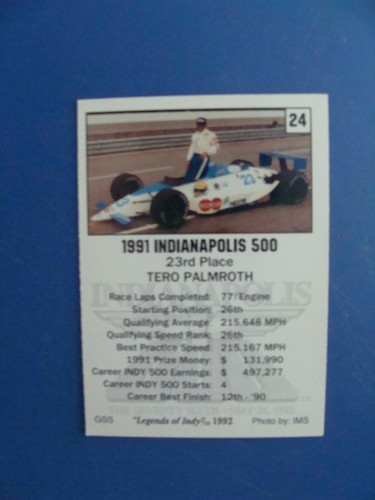 24
23
1991 INDIANAPOLIS 500
23rd Place
TERO PALMROTH
INDIANAPOLIS
Race Laps Completed: 77/Engine
Starting Position: 26th
Qualifying Average: 215.648 MPH
Qualifying Speed Rank: 26th
Best Practice Speed: 215.167 MPH
1991 Prize Money: $ 131,990
Career INDY 500 Earnings: $ 497,277
Career INDY 500 Starts: 4
Career Best Finish: 12th - '90
GSS "Legends of Indy"© 1992 Photo by: IMS